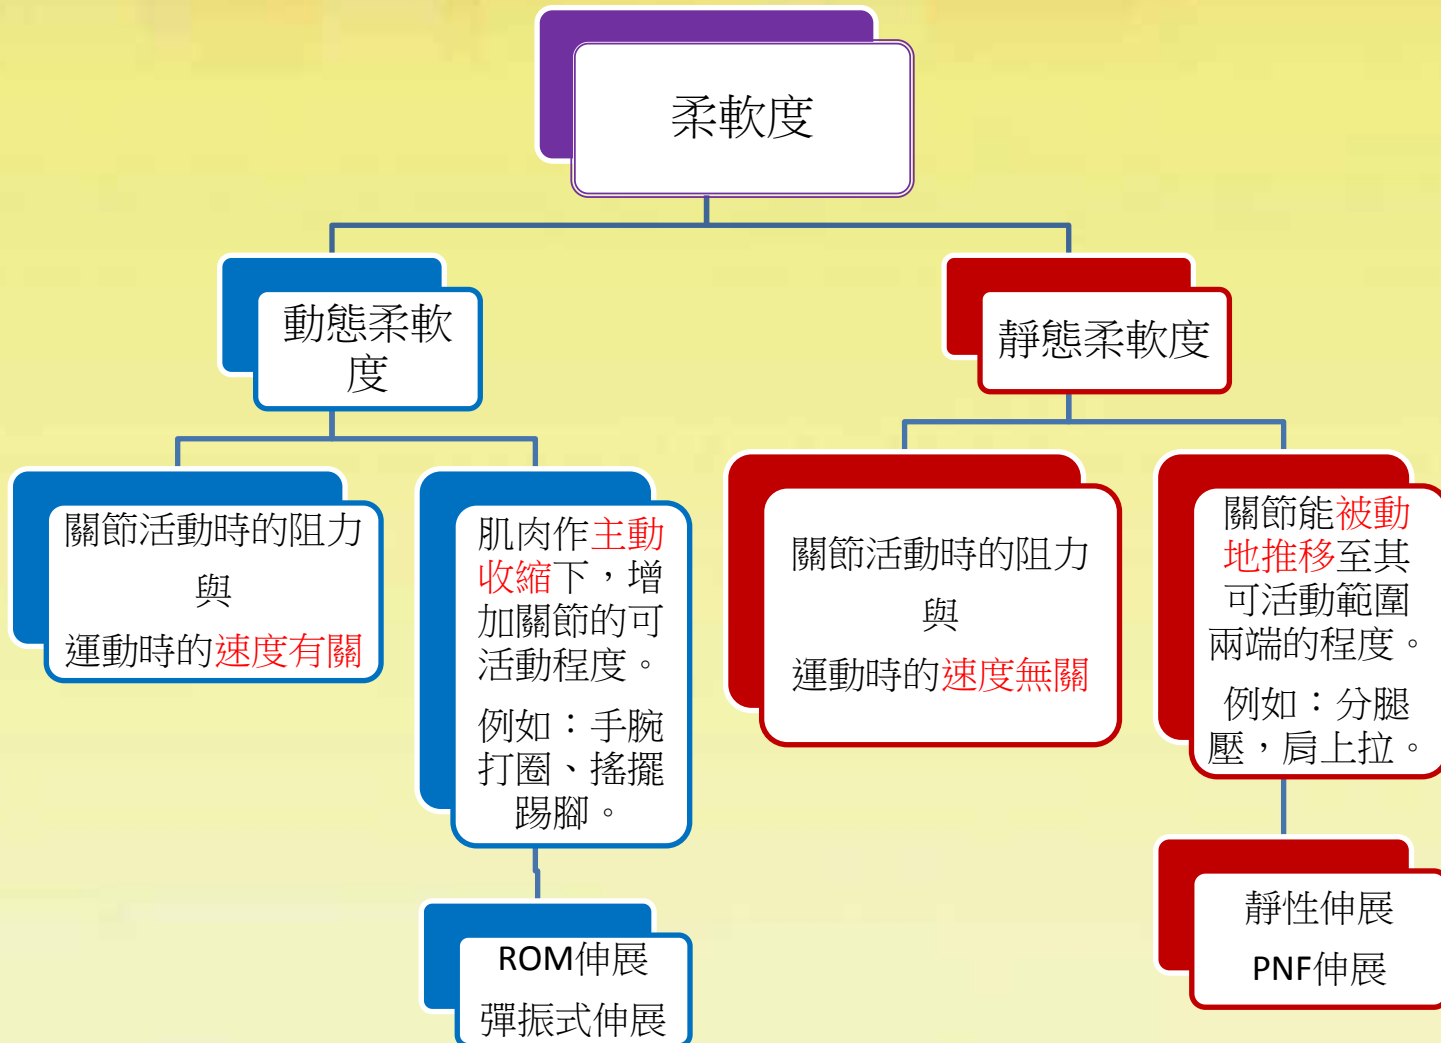 柔軟度
動態柔軟
度
靜態柔軟度
關節活動時的阻力
與
運動時的速度有關
肌肉作主動
收縮下，增
加關節的可
活動程度。
例如：手腕
打圈、搖擺
踢腳。
關節活動時的阻力
與
運動時的速度無關
關節能被動
地推移至其
可活動範圍
兩端的程度。
例如：分腿
壓，肩上拉。
ROM伸展
彈振式伸展
靜性伸展
PNF伸展